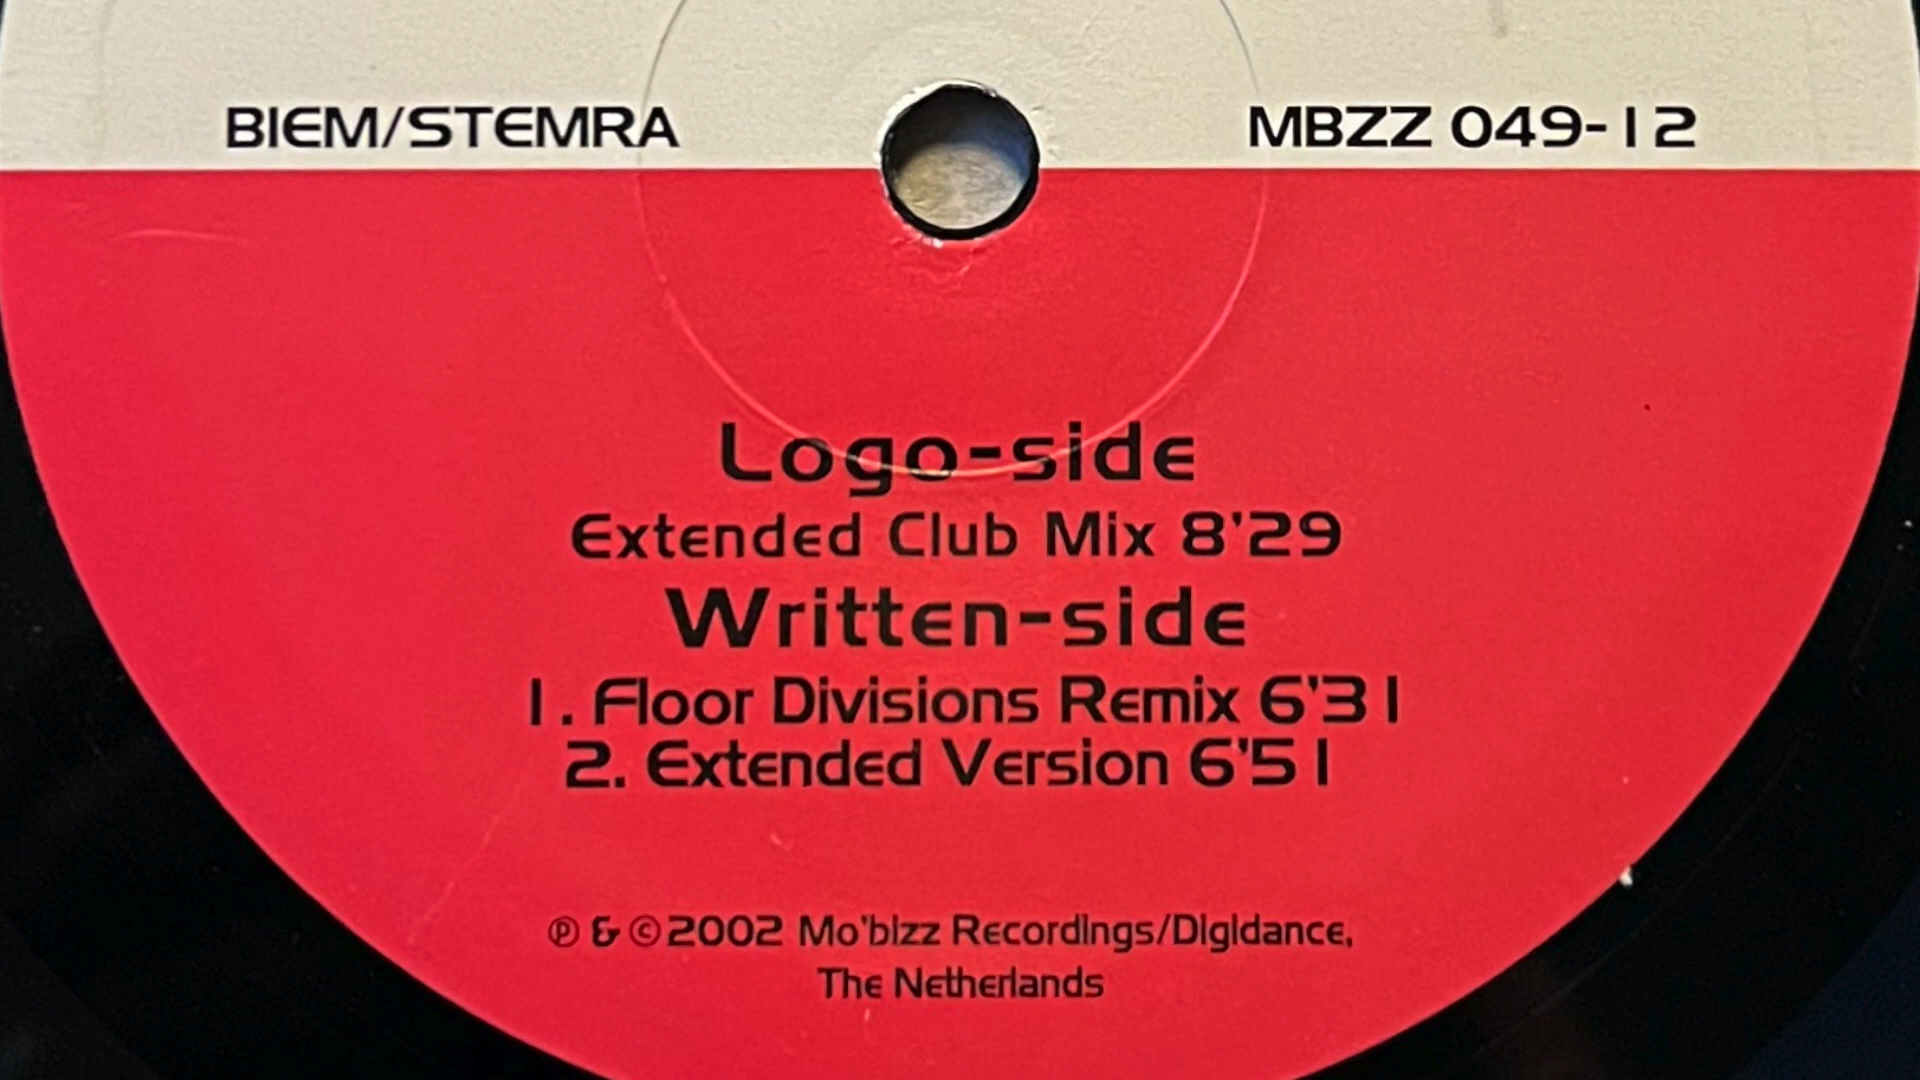 BIEM/STEMRA MBZZ 049-12
Logo-side
Extended Club Mix 8'29
Written-side
1. Floor Divisions Remix 6'31
2. Extended Version 6'51
℗ & © 2002 Mo'bizz Recordings/Digidance,
The Netherlands